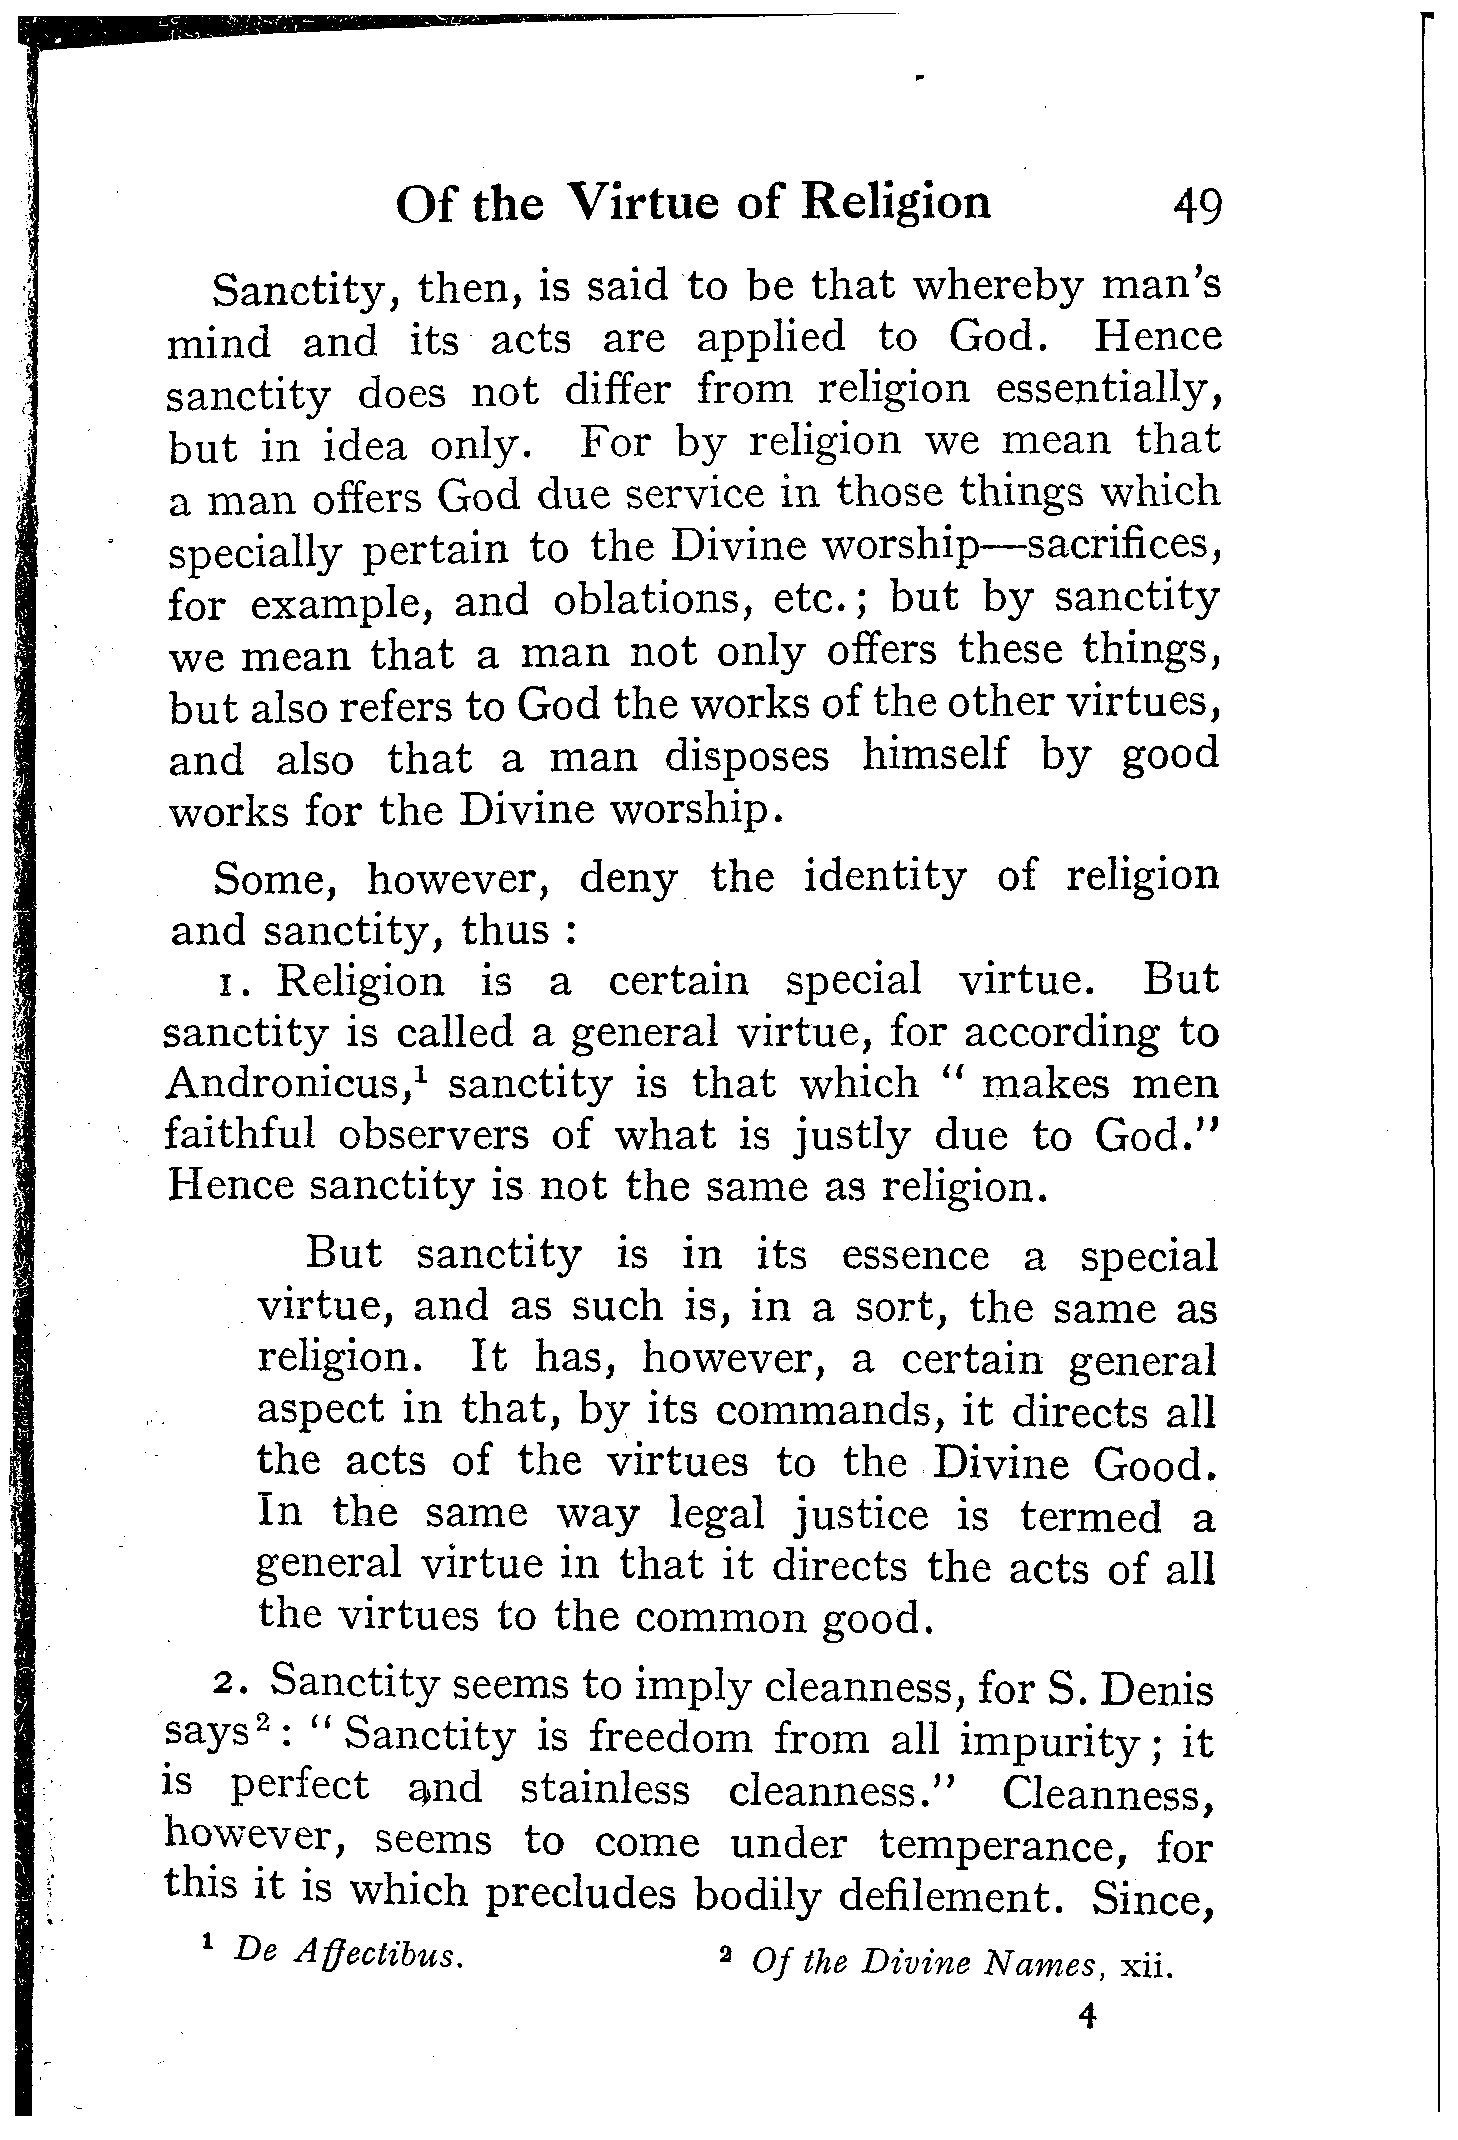 Of the Virtue of Religion 49
Sanctity, then, is said to be that whereby man's
mind and its acts are applied to God. Hence
sanctity does not differ from religion essentially,
but in idea only. For by religion we mean that
a man offers God due service in those things which
specially pertain to the Divine worship—sacrifices,
for example, and oblations, etc.; but by sanctity
we mean that a man not only offers these things,
but also refers to God the works of the other virtues,
and also that a man disposes himself by good
works for the Divine worship.
Some, however, deny the identity of religion
and sanctity, thus :
1. Religion is a certain special virtue. But
sanctity is called a general virtue, for according to
Andronicus,¹ sanctity is that which " makes men
faithful observers of what is justly due to God."
Hence sanctity is not the same as religion.
But sanctity is in its essence a special
virtue, and as such is, in a sort, the same as
religion. It has, however, a certain general
aspect in that, by its commands, it directs all
the acts of the virtues to the Divine Good.
In the same way legal justice is termed a
general virtue in that it directs the acts of all
the virtues to the common good.
2. Sanctity seems to imply cleanness, for S. Denis
says²: " Sanctity is freedom from all impurity; it
is perfect and stainless cleanness." Cleanness,
however, seems to come under temperance, for
this it is which precludes bodily defilement. Since,
¹ De Affectibus. ² Of the Divine Names, xii.
4